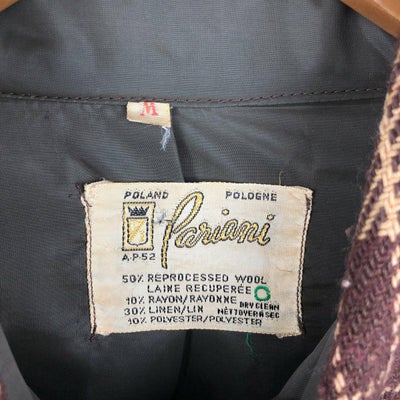 M
POLAND POLOGNE
Pariani
A.P-52
50% REPROCESSED WOOL
LAINE RECUPERÉE
10% RAYON/RAYONNE DRY CLEAN
30% LINEN/LIN NETTOYER À SEC
10% POLYESTER/POLYESTER